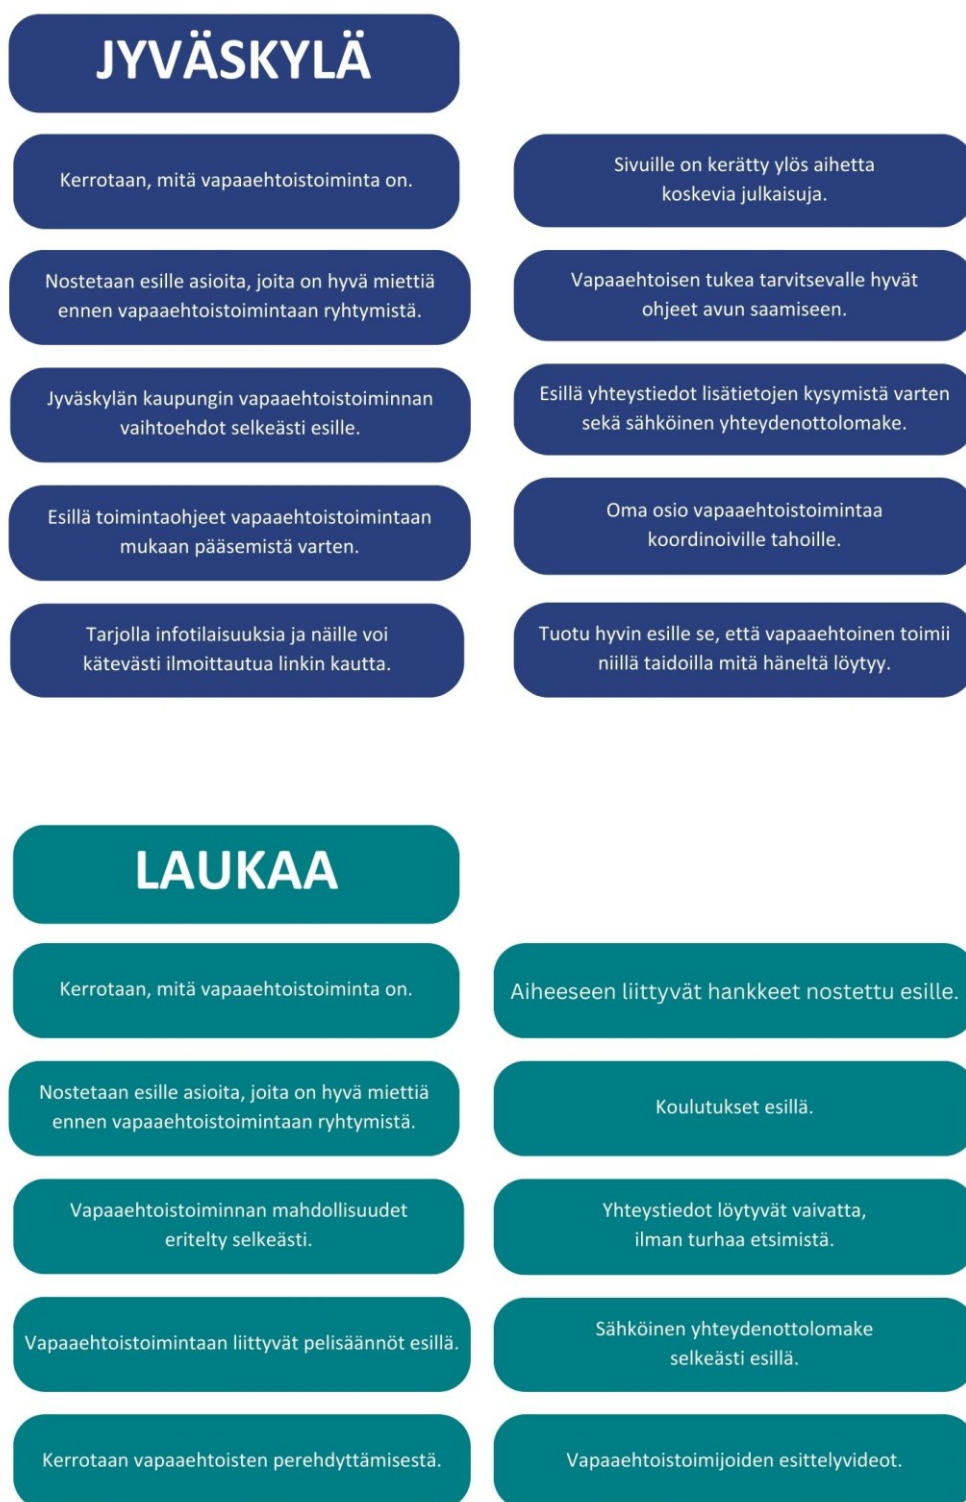 JYVÄSKYLÄ
Kerrotaan, mitä vapaaehtoistoiminta on.
Nostetaan esille asioita, joita on hyvä miettiä
ennen vapaaehtoistoimintaan ryhtymistä.
Jyväskylän kaupungin vapaaehtoistoiminnan
vaihtoehdot selkeästi esille.
Esillä toimintaohjeet vapaaehtoistoimintaan
mukaan pääsemistä varten.
Tarjolla infotilaisuuksia ja näille voi
kätevästi ilmoittautua linkin kautta.
Sivuille on kerätty ylös aihetta
koskevia julkaisuja.
Vapaaehtoisen tukea tarvitsevalle hyvät
ohjeet avun saamiseen.
Esillä yhteystiedot lisätietojen kysymistä varten
sekä sähköinen yhteydenottolomake.
Oma osio vapaaehtoistoimintaa
koordinoiville tahoille.
Tuotu hyvin esille se, että vapaaehtoinen toimii
niillä taidoilla mitä häneltä löytyy.
LAUKAA
Kerrotaan, mitä vapaaehtoistoiminta on.
Nostetaan esille asioita, joita on hyvä miettiä
ennen vapaaehtoistoimintaan ryhtymistä.
Vapaaehtoistoiminnan mahdollisuudet
eritelty selkeästi.
Vapaaehtoistoimintaan liittyvät pelisäännöt esillä.
Kerrotaan vapaaehtoisten perehdyttämisestä.
Aiheeseen liittyvät hankkeet nostettu esille.
Koulutukset esillä.
Yhteystiedot löytyvät vaivatta,
ilman turhaa etsimistä.
Sähköinen yhteydenottolomake
selkeästi esillä.
Vapaaehtoistoimijoiden esittelyvideot.